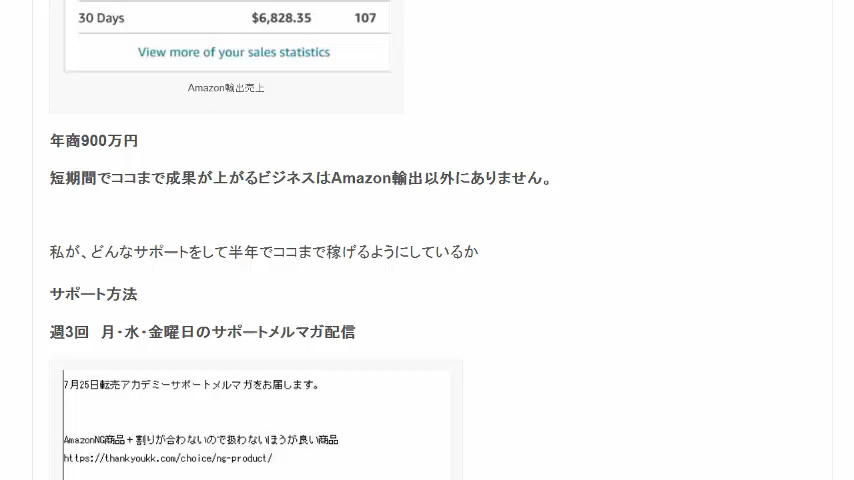 30 Days $6,828.35 107
View more of your sales statistics
Amazon輸出売上
年商900万円
短期間でココまで成果が上がるビジネスはAmazon輸出以外にありません。
私が、どんなサポートをして半年でココまで稼げるようにしているか
サポート方法
週3回　月・水・金曜日のサポートメルマガ配信
7月25日転売アカデミーサポートメルマガをお届します。
AmazonNG商品＋割りが合わないので扱わないほうが良い商品
https://thankyoukk.com/choice/ng-product/